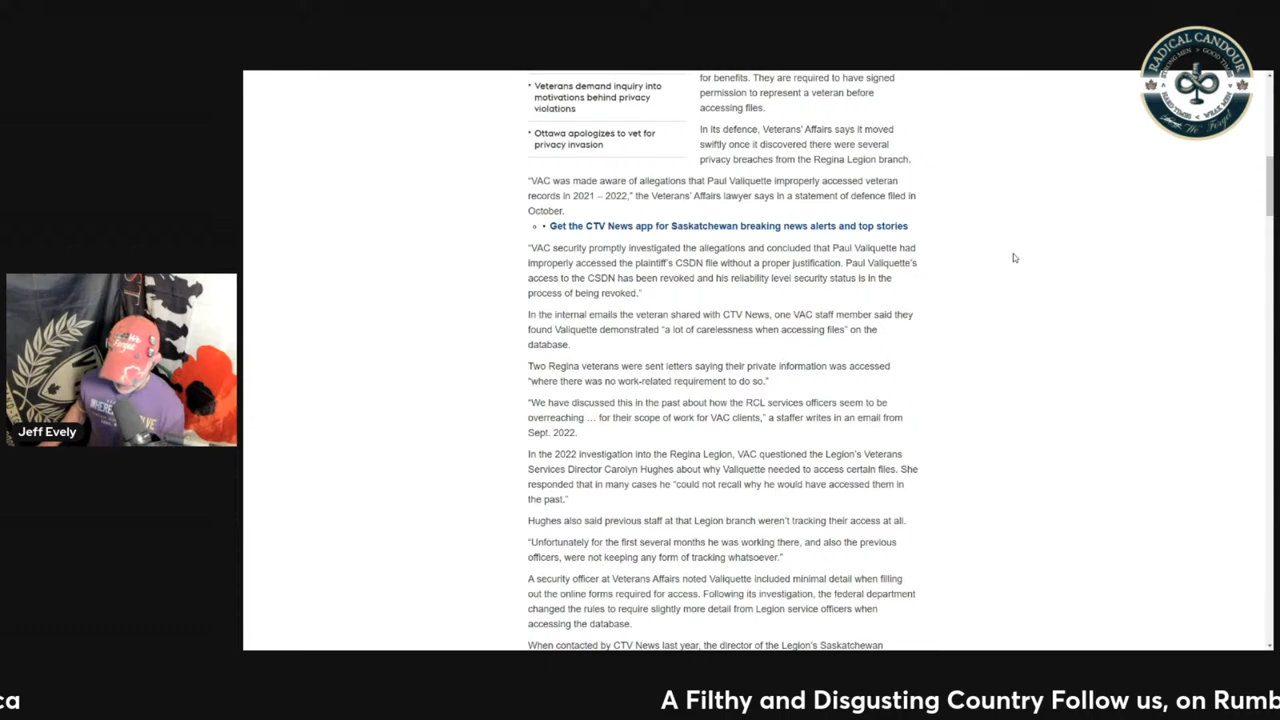 RADICAL CANDOUR
STRONG MEN > GOOD TIMES
HARD TIMES < WEAK MEN
for benefits. They are required to have signed
• Veterans demand inquiry into
motivations behind privacy
violations
permission to represent a veteran before
accessing files.
• Ottawa apologizes to vet for
privacy invasion
In its defence, Veterans' Affairs says it moved
swiftly once it discovered there were several
privacy breaches from the Regina Legion branch.
“VAC was made aware of allegations that Paul Valiquette improperly accessed veteran
records in 2021 – 2022,” the Veterans' Affairs lawyer says in a statement of defence filed in
October.
• Get the CTV News app for Saskatchewan breaking news alerts and top stories
“VAC security promptly investigated the allegations and concluded that Paul Valiquette had
improperly accessed the plaintiff's CSDN file without a proper justification. Paul Valiquette's
access to the CSDN has been revoked and his reliability level security status is in the
process of being revoked.”
In the internal emails the veteran shared with CTV News, one VAC staff member said they
found Valiquette demonstrated “a lot of carelessness when accessing files” on the
database.
Two Regina veterans were sent letters saying their private information was accessed
“where there was no work-related requirement to do so.”
“We have discussed this in the past about how the RCL services officers seem to be
overreaching … for their scope of work for VAC clients,” a staffer writes in an email from
Sept. 2022.
In the 2022 investigation into the Regina Legion, VAC questioned the Legion's Veterans
Services Director Carolyn Hughes about why Valiquette needed to access certain files. She
responded that in many cases he “could not recall why he would have accessed them in
the past.”
Hughes also said previous staff at that Legion branch weren't tracking their access at all.
“Unfortunately for the first several months he was working there, and also the previous
officers, were not keeping any form of tracking whatsoever.”
A security officer at Veterans Affairs noted Valiquette included minimal detail when filling
out the online forms required for access. Following its investigation, the federal department
changed the rules to require slightly more detail from Legion service officers when
accessing the database.
When contacted by CTV News last year, the director of the Legion's Saskatchewan
Jeff Evely
ca
A Filthy and Disgusting Country Follow us, on Rumb